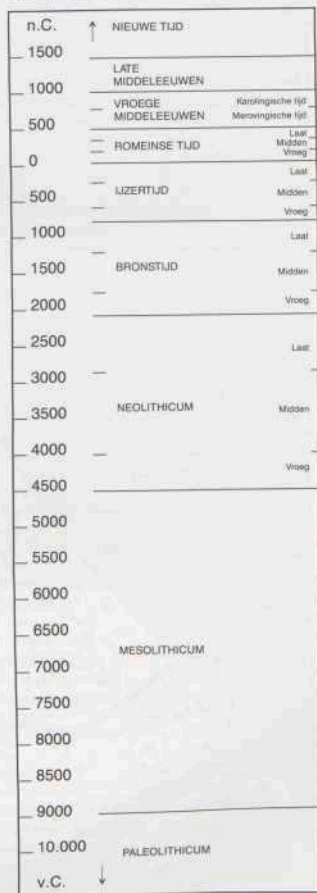 n.C. NIEUWE TIJD
1500
LATE
MIDDELEEUWEN
1000
VROEGE Karolingische tijd
MIDDELEEUWEN Merovingische tijd
500
Laat
ROMEINSE TIJD Midden
Vroeg
0
Laat
IJZERTIJD Midden
500
Vroeg
1000 Laat
BRONSTIJD
1500 Midden
2000 Vroeg
2500 Laat
3000
NEOLITHICUM Midden
3500
4000
Vroeg
4500
5000
5500
6000
6500
MESOLITHICUM
7000
7500
8000
8500
9000
10.000 PALEOLITHICUM
v.C.